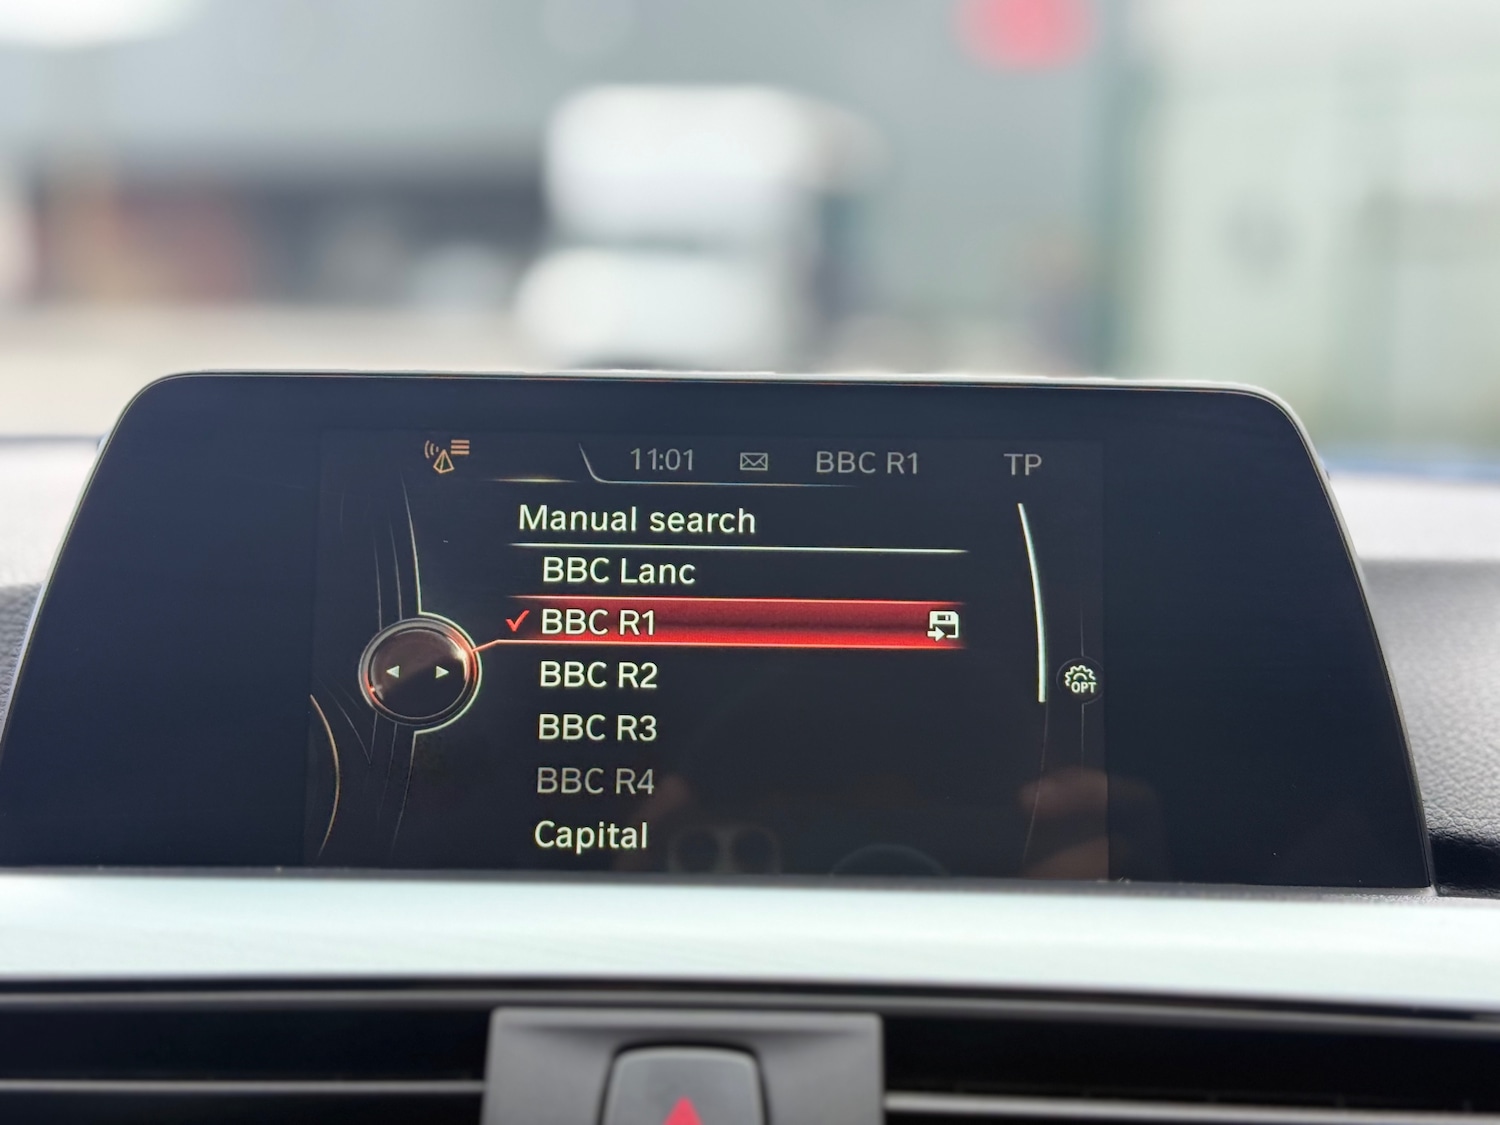 11:01 BBC R1 TP
Manual search
BBC Lanc
BBC R1
BBC R2
OPT
BBC R3
BBC R4
Capital